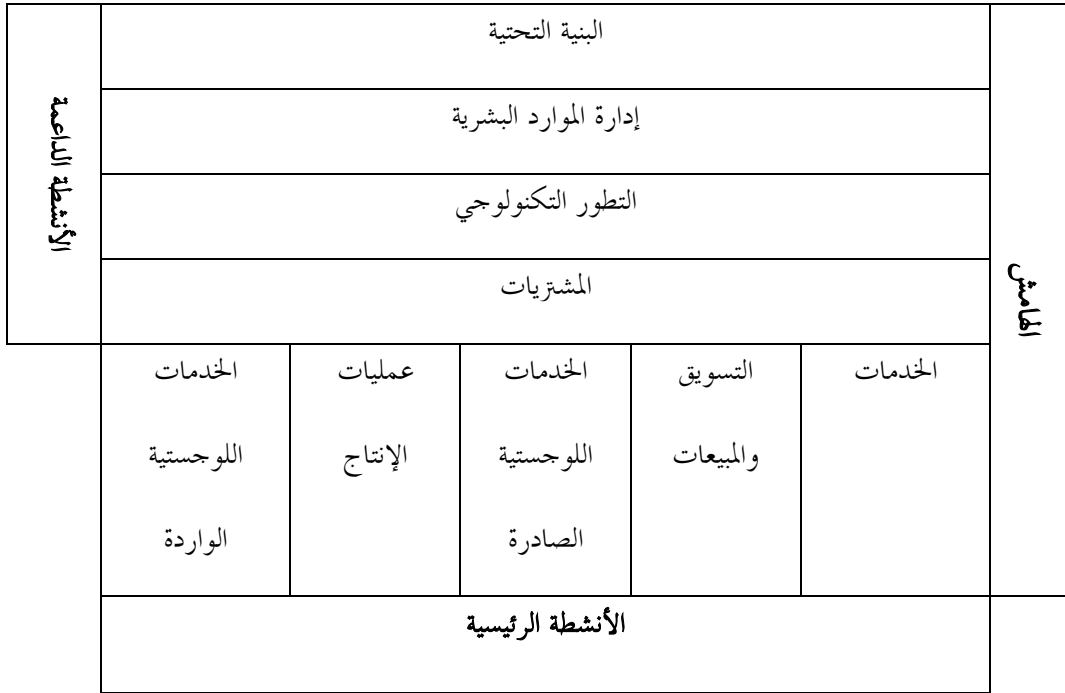 البنية التحتية
إدارة الموارد البشرية
التطور التكنولوجي
المشتريات
الأنشطة الداعمة
الهامش
الخدمات
اللوجستية
الواردة
عمليات
الإنتاج
الخدمات
اللوجستية
الصادرة
التسويق
والمبيعات
الخدمات
الأنشطة الرئيسية